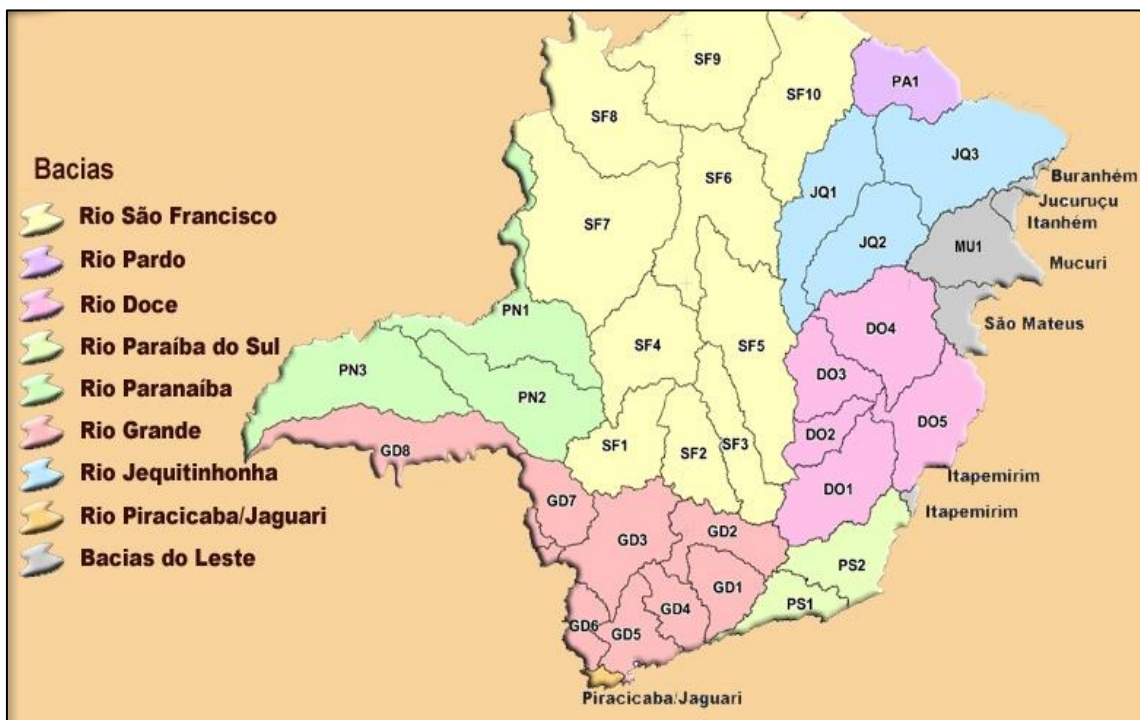 Bacias
Rio São Francisco
Rio Pardo
Rio Doce
Rio Paraíba do Sul
Rio Paranaíba
Rio Grande
Rio Jequitinhonha
Rio Piracicaba/Jaguari
Bacias do Leste
SF9
SF10
PA1
SF8
JQ3
SF6
JQ1
Buranhém
Jucuruçu
Itanhém
SF7
JQ2
MU1
Mucuri
PN1
DO4
São Mateus
SF4
SF5
PN3
DO3
PN2
DO5
DO2
SF1
SF2
SF3
GD8
DO1
Itapemirim
Itapemirim
GD7
GD2
GD3
PS2
GD1
PS1
GD4
GD6
GD5
Piracicaba/Jaguari